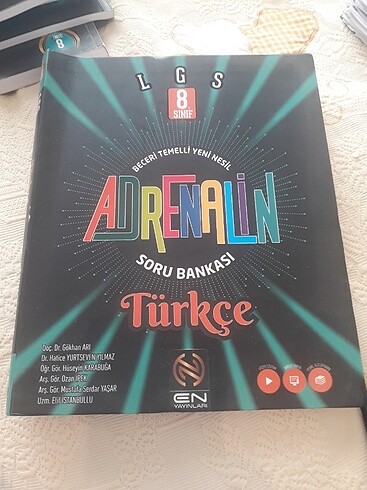 8
LGS
8
SINIF
BECERİ TEMELLİ YENİ NESİL
ADRENALİN
SORU BANKASI
Türkçe
Doç. Dr. Gökhan ARI
Dr. Hatice YURTSEVEN YILMAZ
Öğr. Gör. Hüseyin KARABUĞA
Arş. Gör. Ozan İPEK
Arş. Gör. Mustafa Serdar YAŞAR
Uzm. Elif İSTANBULLU
EN
YAYINLARI